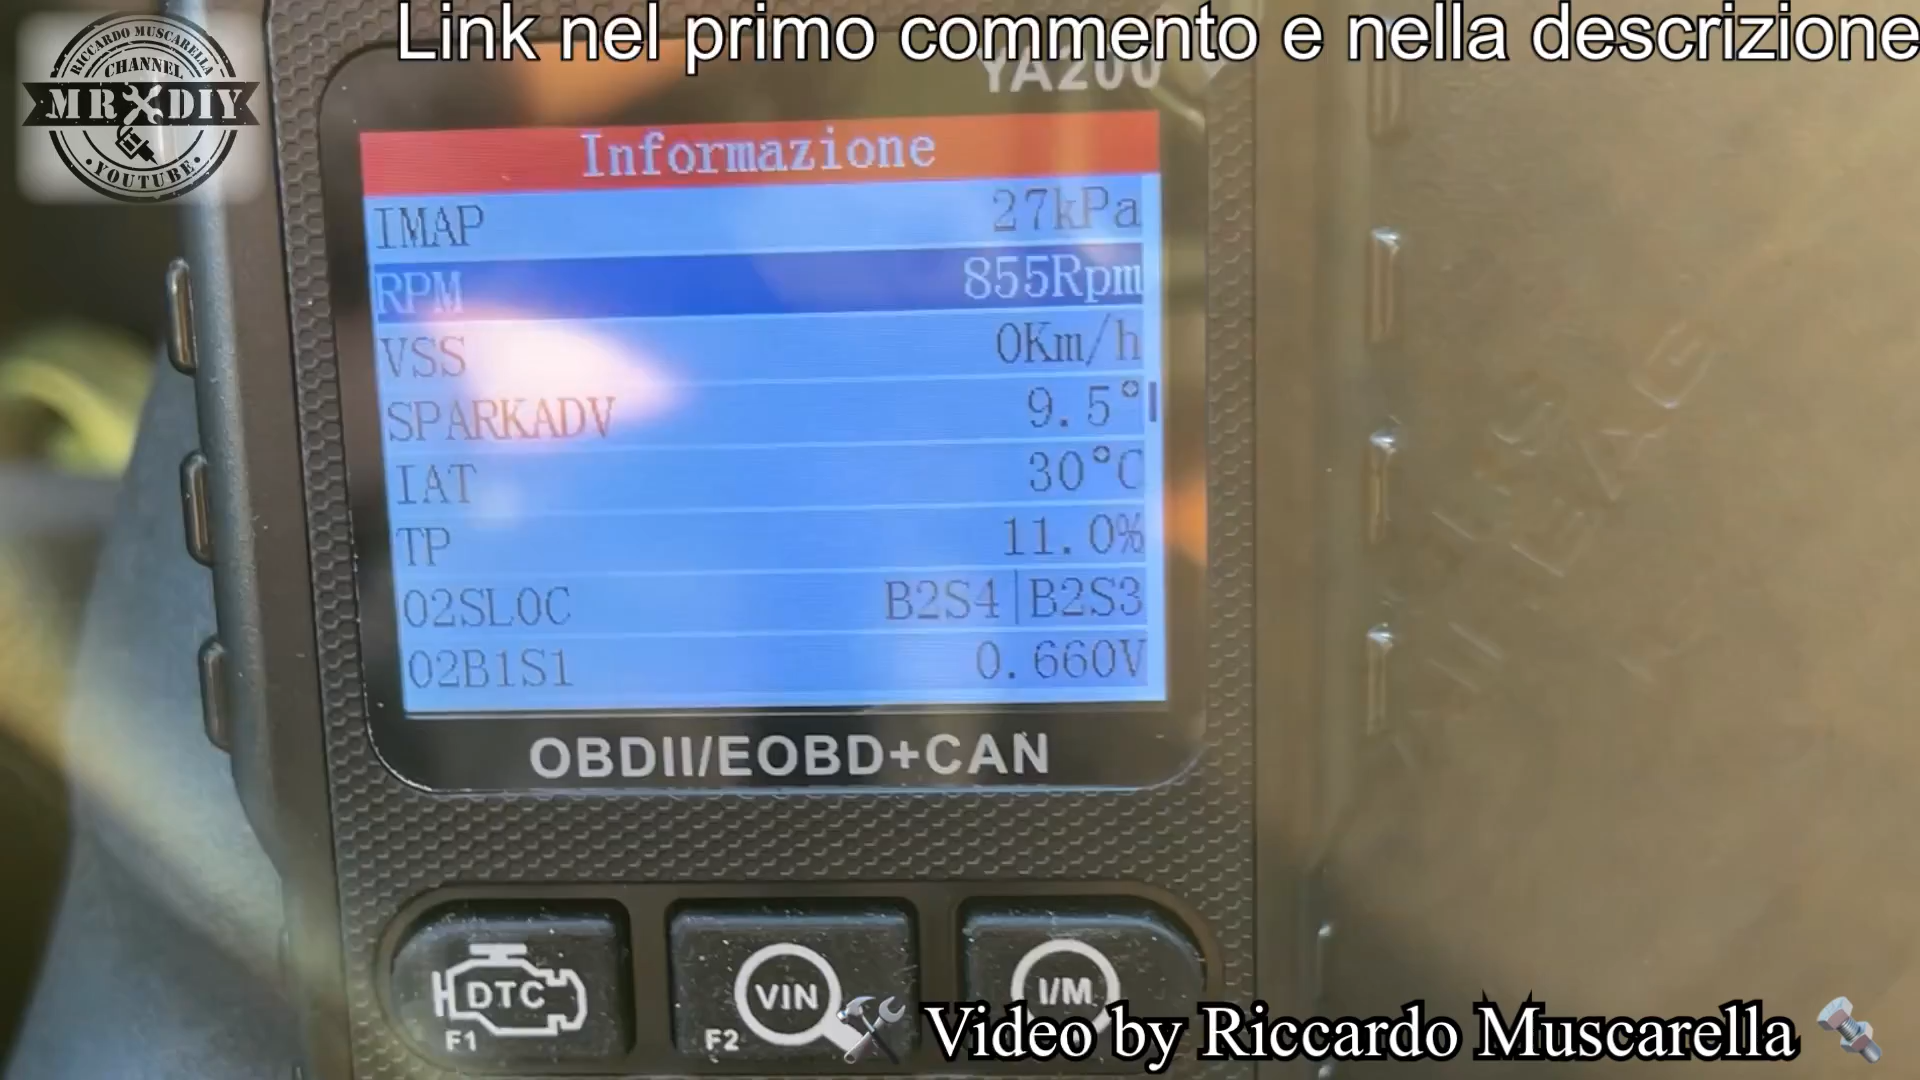 Link nel primo commento e nella descrizione
RICCARDO MUSCARELLA
CHANNEL
MR DIY
YOUTUBE
YA200
Informazione
IMAP 27kPa
RPM 855Rpm
VSS 0Km/h
SPARKADV 9.5°
IAT 30°C
TP 11.0%
O2SLOC B2S4|B2S3
O2B1S1 0.660V
OBDII/EOBD+CAN
DTC VIN I/M
F1 F2
Video by Riccardo Muscarella